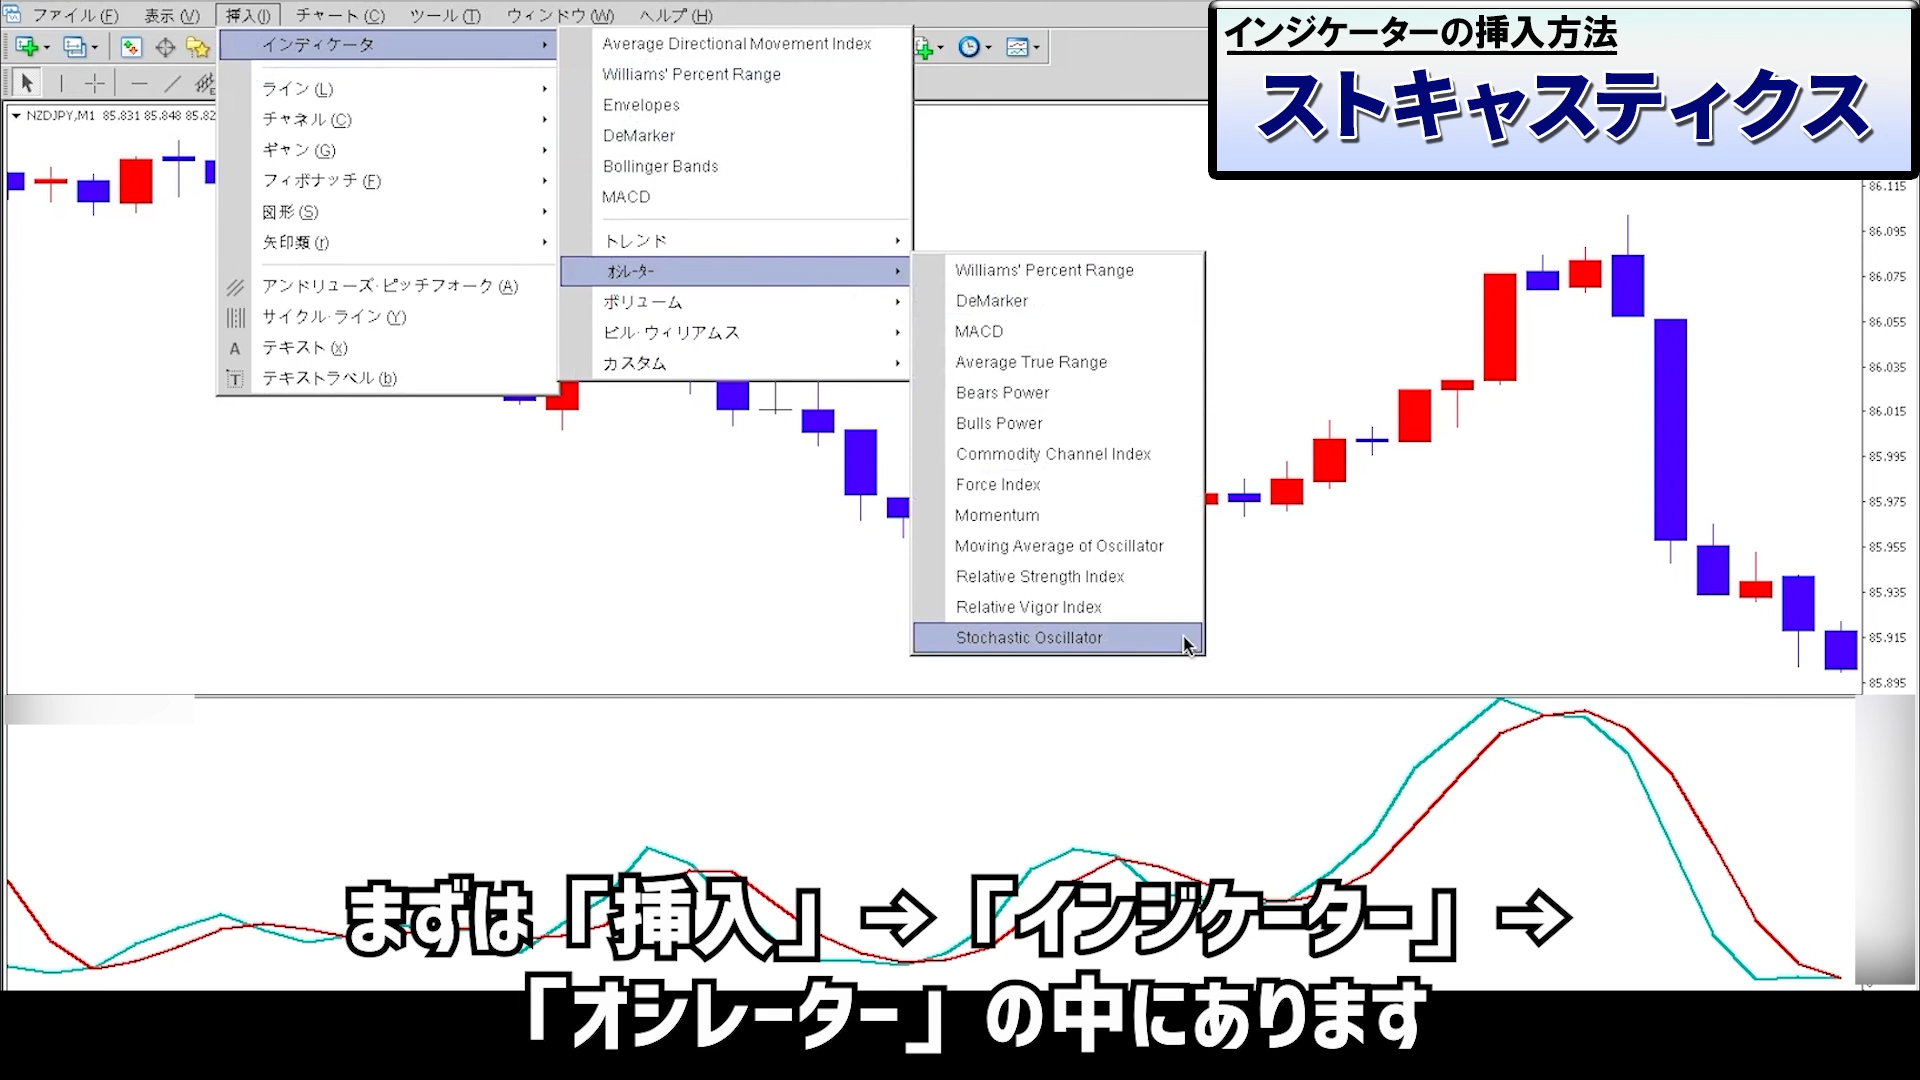 ファイル(F) 表示(V) 挿入(I) チャート(C) ツール(T) ウィンドウ(W) ヘルプ(H)
インジケーターの挿入方法
ストキャスティクス
NZDJPY,M1 85.831 85.848 85.82
インディケータ
ライン(L)
チャネル(C)
ギャン(G)
フィボナッチ(F)
図形(S)
矢印類(r)
アンドリューズ・ピッチフォーク(A)
サイクル・ライン(Y)
テキスト(x)
テキストラベル(b)
Average Directional Movement Index
Williams' Percent Range
Envelopes
DeMarker
Bollinger Bands
MACD
トレンド
オシレーター
ボリューム
ビル・ウィリアムス
カスタム
Williams' Percent Range
DeMarker
MACD
Average True Range
Bears Power
Bulls Power
Commodity Channel Index
Force Index
Momentum
Moving Average of Oscillator
Relative Strength Index
Relative Vigor Index
Stochastic Oscillator
86.115
86.095
86.075
86.055
86.035
86.015
85.995
85.975
85.955
85.935
85.915
85.895
まずは「挿入」→「インジケーター」→
「オシレーター」の中にあります